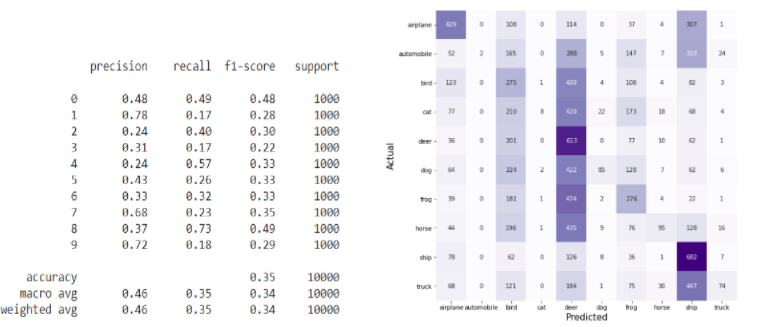 precision recall f1-score support
0 0.48 0.49 0.48 1000
1 0.78 0.17 0.28 1000
2 0.24 0.40 0.30 1000
3 0.31 0.17 0.22 1000
4 0.24 0.57 0.33 1000
5 0.43 0.26 0.33 1000
6 0.33 0.32 0.33 1000
7 0.68 0.23 0.35 1000
8 0.37 0.73 0.49 1000
9 0.72 0.18 0.29 1000
accuracy 0.35 10000
macro avg 0.46 0.35 0.34 10000
weighted avg 0.46 0.35 0.34 10000
Actual
airplane 429 0 108 0 114 0 37 4 307 1
automobile 52 2 165 0 288 5 147 7 310 24
bird 123 0 275 1 400 4 108 4 82 3
cat 77 0 210 8 420 22 173 18 68 4
deer 36 0 201 0 613 0 77 10 62 1
dog 64 0 224 2 422 85 128 7 62 6
frog 39 0 181 1 474 2 276 4 22 1
horse 44 0 196 1 435 9 76 95 128 16
ship 78 0 62 0 126 8 36 1 682 7
truck 68 0 121 0 184 1 75 30 447 74
airplane automobile bird cat deer dog frog horse ship truck
Predicted